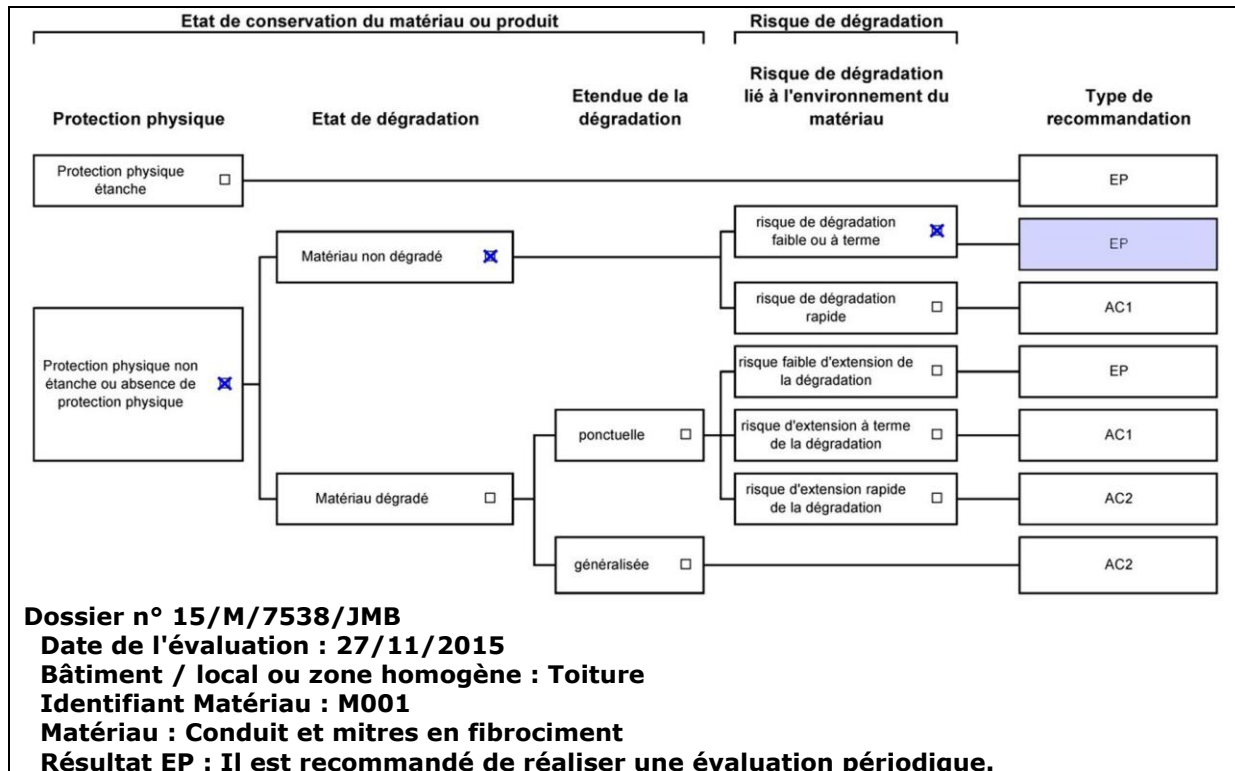 Etat de conservation du matériau ou produit
Risque de dégradation
Protection physique
Etat de dégradation
Etendue de la
dégradation
Risque de dégradation
lié à l'environnement du
matériau
Type de
recommandation
Protection physique
étanche
EP
risque de dégradation
faible ou à terme
EP
Matériau non dégradé
risque de dégradation
rapide
AC1
Protection physique non
étanche ou absence de
protection physique
risque faible d'extension de
la dégradation
EP
ponctuelle
risque d'extension à terme
de la dégradation
AC1
Matériau dégradé
risque d'extension rapide
de la dégradation
AC2
généralisée
AC2
Dossier n° 15/M/7538/JMB
Date de l'évaluation : 27/11/2015
Bâtiment / local ou zone homogène : Toiture
Identifiant Matériau : M001
Matériau : Conduit et mitres en fibrociment
Résultat EP : Il est recommandé de réaliser une évaluation périodique.